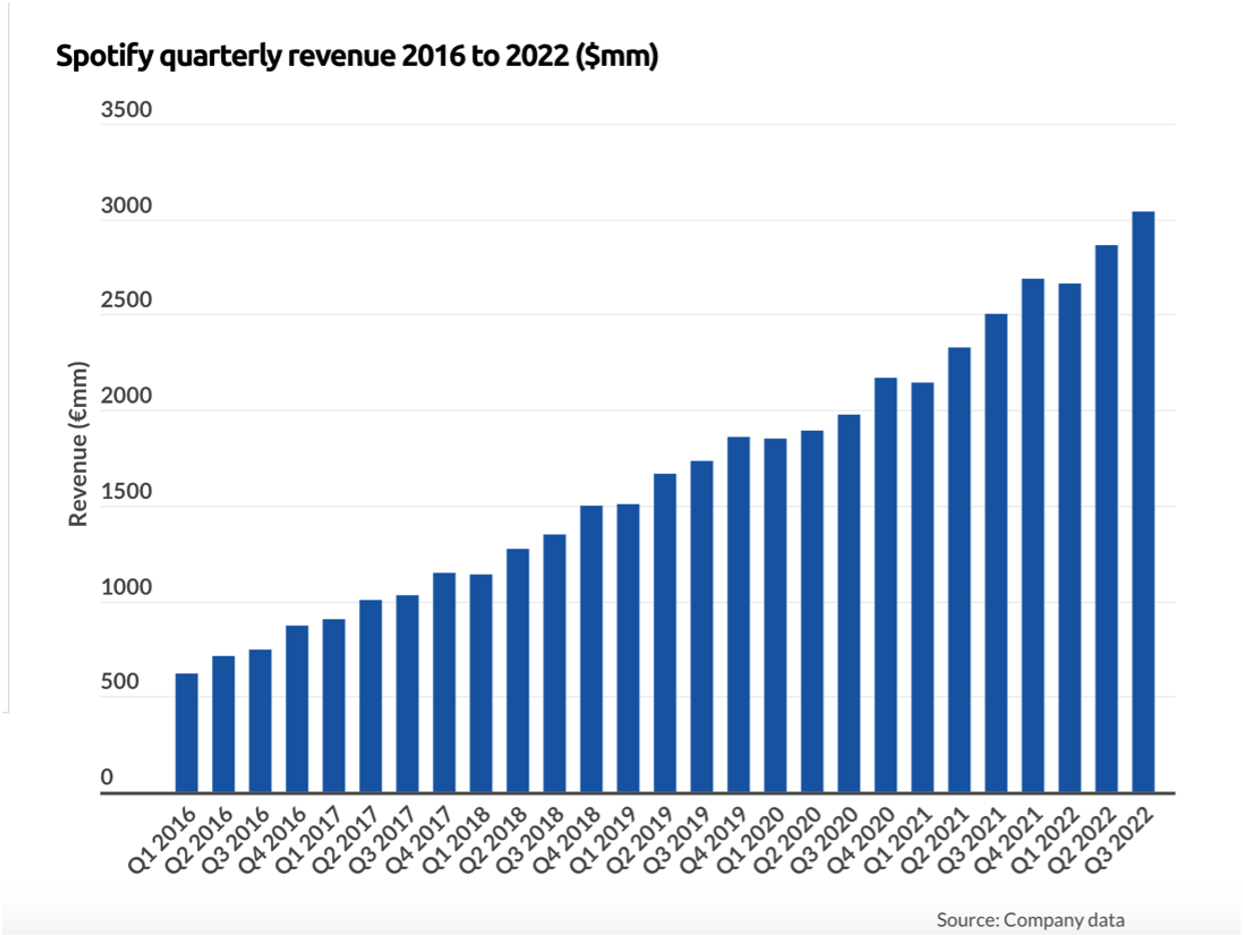 Spotify quarterly revenue 2016 to 2022 ($mm)
3500
3000
2500
2000
1500
1000
500
0
Revenue (€mm)
Q1 2016
Q2 2016
Q3 2016
Q4 2016
Q1 2017
Q2 2017
Q3 2017
Q4 2017
Q1 2018
Q2 2018
Q3 2018
Q4 2018
Q1 2019
Q2 2019
Q3 2019
Q4 2019
Q1 2020
Q2 2020
Q3 2020
Q4 2020
Q1 2021
Q2 2021
Q3 2021
Q4 2021
Q1 2022
Q2 2022
Q3 2022
Source: Company data